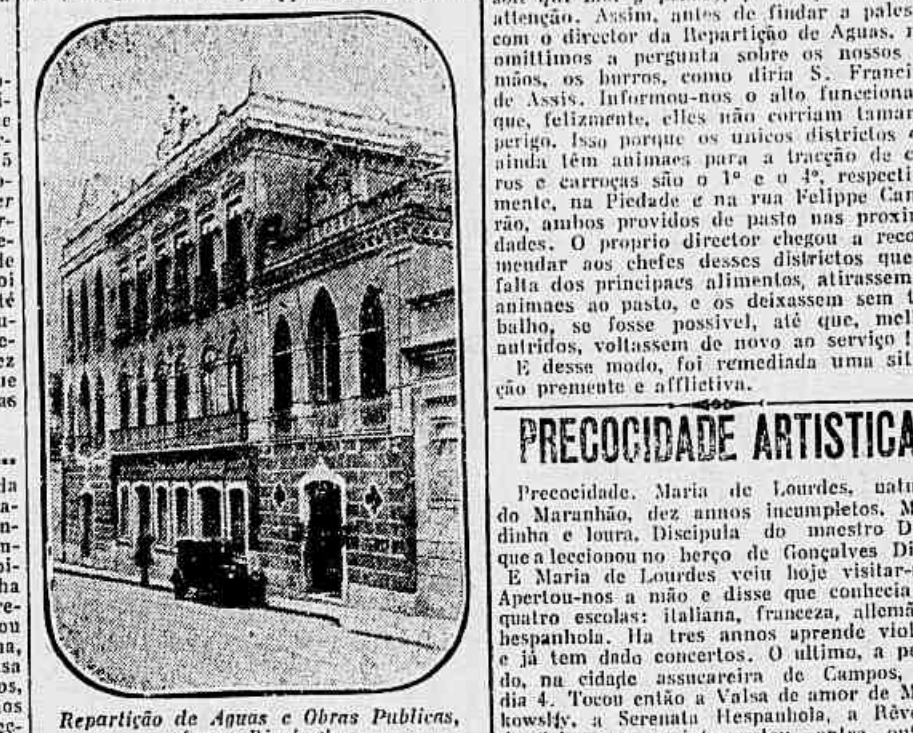 attenção. Assim, antes de findar a pales
com o director da Repartição de Aguas,
omittimos a pergunta sobre os nossos
mãos, os burros, como diria S. Franci
de Assis. Informou-nos o alto funcciona
que, felizmente, elles não corriam taman
perigo. Isso porque os unicos districtos
ainda têm animaes para a tracção de c
ros e carroças são o 1º e o 4º, respecti
mente, na Piedade e na rua Felippe Cam
rão, ambos providos de pasto nas proxi
dades. O proprio director chegou a reco
mendar aos chefes desses districtos que
falta dos principaes alimentos, atirassem
animaes ao pasto, e os deixassem sem t
balho, se fosse possivel, até que, mel
nutridos, voltassem de novo ao serviço !
E desse modo, foi remediada uma sit
ção premente e afflictiva.
PRECOCIDADE ARTISTICA
Precocidade. Maria de Lourdes, natu
do Maranhão, dez annos incompletos. M
dinha e loura. Discipula do maestro D
que a leccionou no berço de Gonçalves Di
E Maria de Lourdes veiu hoje visitar-
Apertou-nos a mão e disse que conhecia
quatro escolas: italiana, franceza, allemã
hespanhola. Ha tres annos aprende viol
e já tem dado concertos. O ultimo, a p
do, na cidade assucareira de Campos,
dia 4. Tocou então a Valsa de amor de M
kowsky, a Serenata Hespanhola, a Rêv
Repartição de Aguas e Obras Publicas,